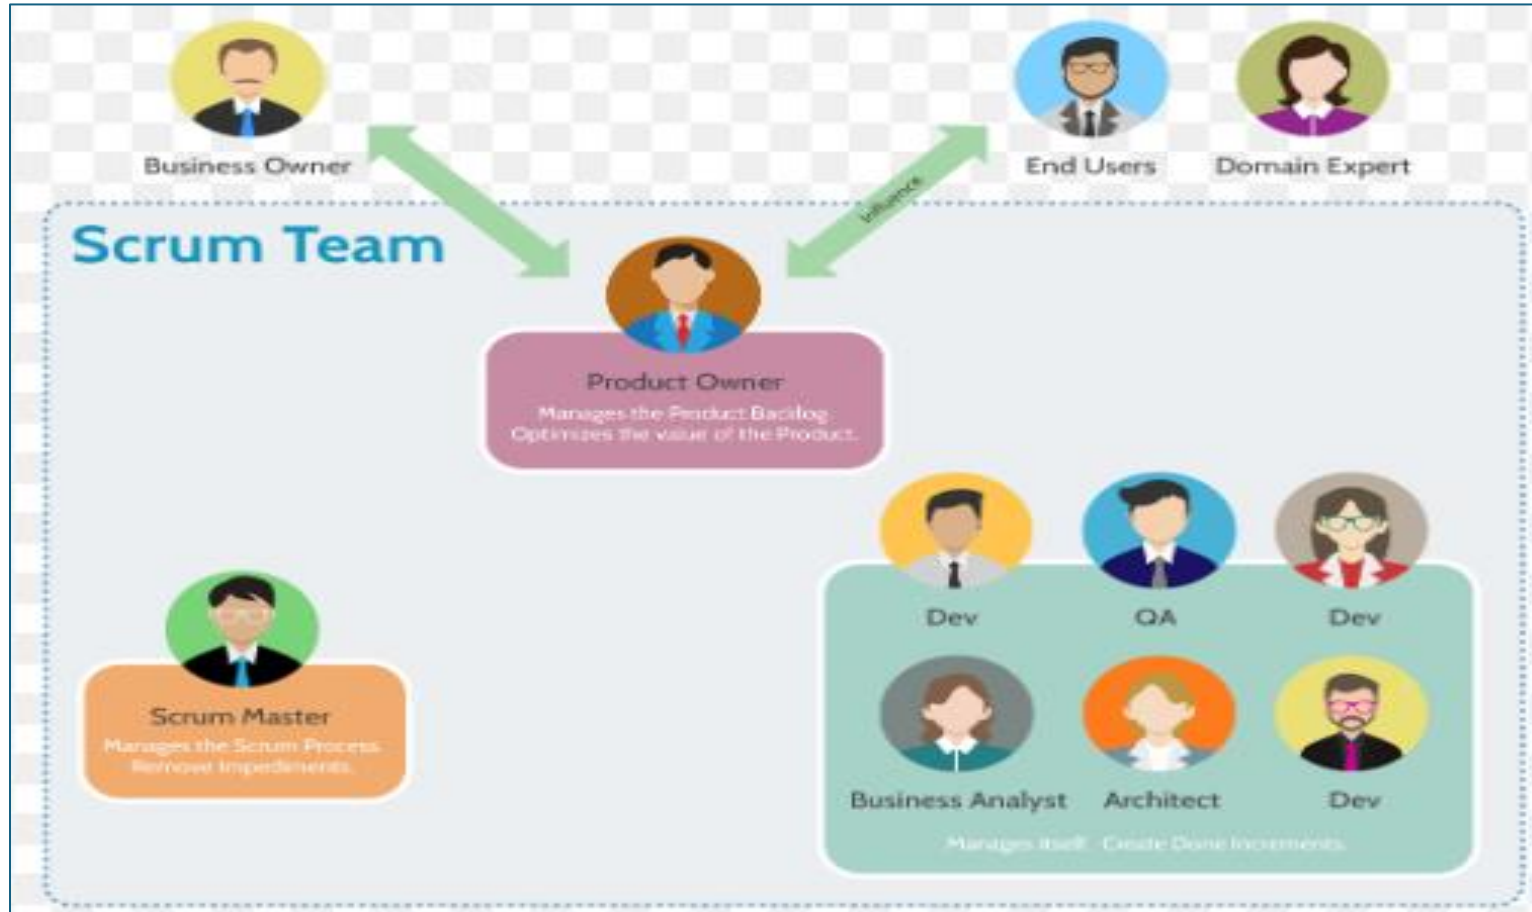 Business Owner
End Users
Domain Expert
influence
Scrum Team
Product Owner
Manages the Product Backlog
Optimizes the value of the Product.
Dev
QA
Dev
Scrum Master
Manages the Scrum Process
Remove Impediments.
Business Analyst
Architect
Dev
Manages Itself. Create Done Increments.